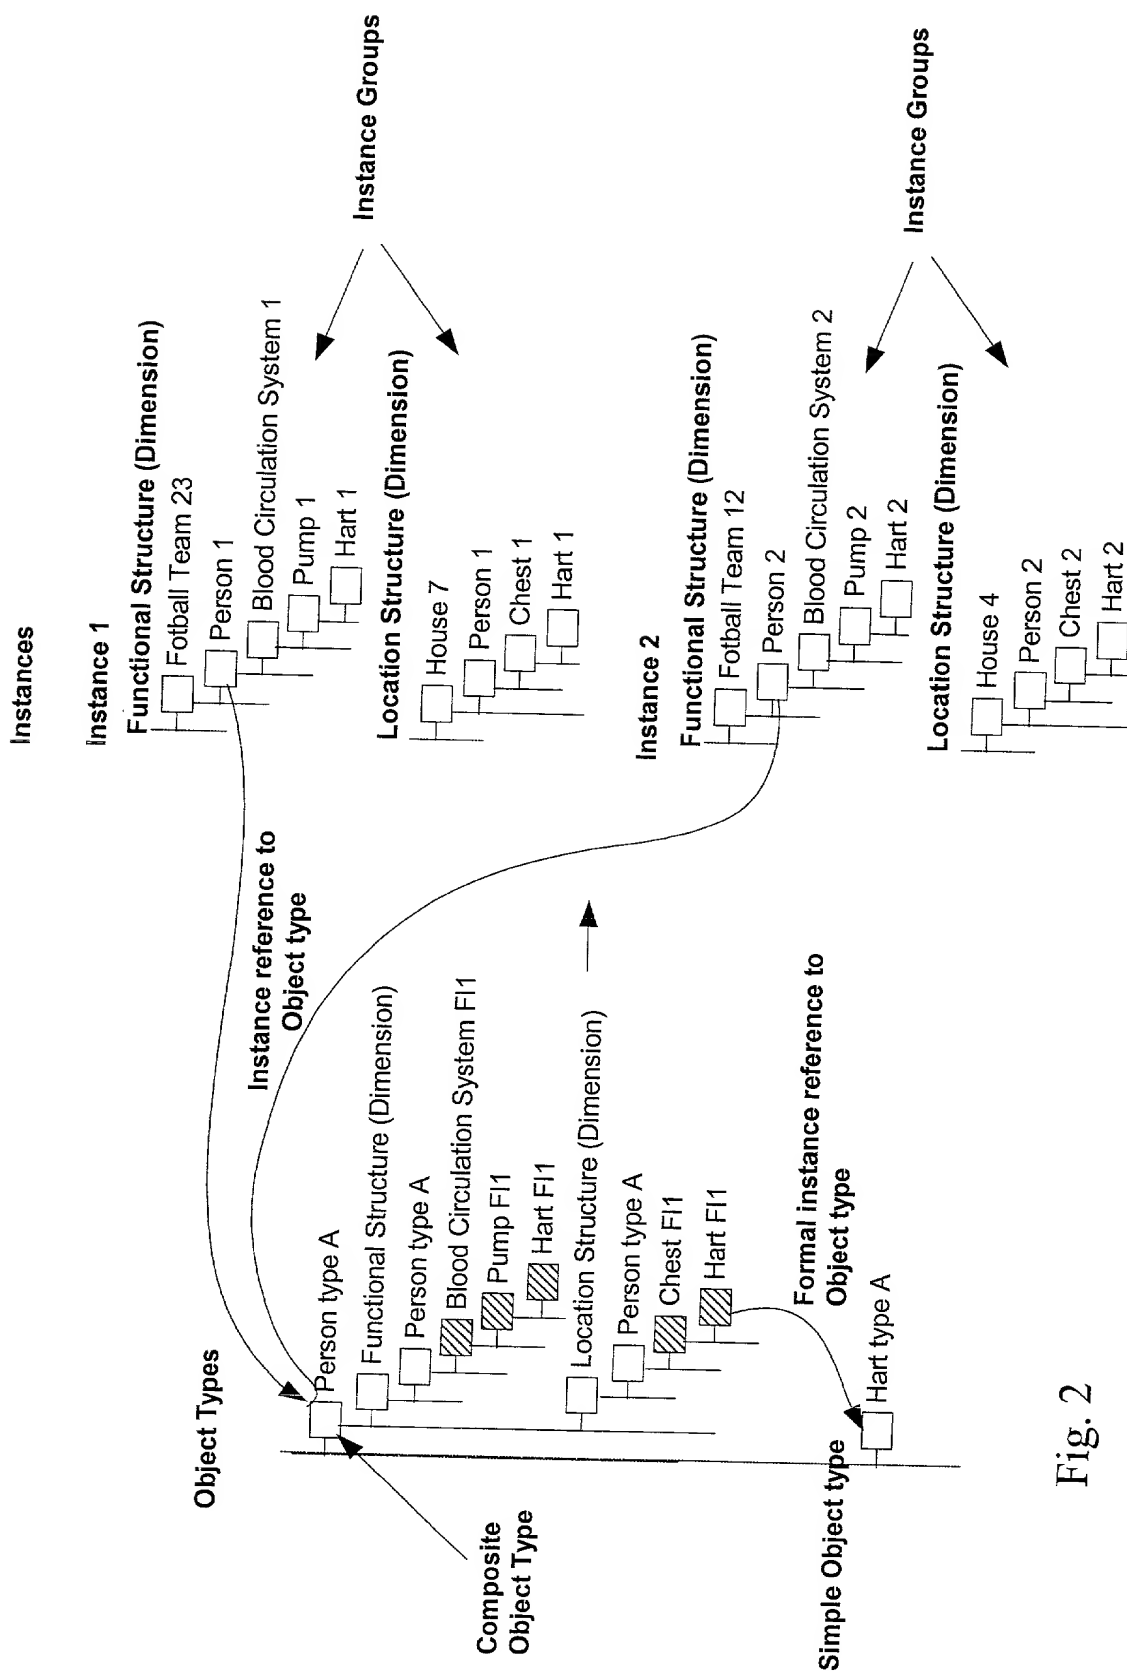 Object Types
Person type A
Functional Structure (Dimension)
Person type A
Blood Circulation System FI1
Pump FI1
Hart FI1
Location Structure (Dimension)
Person type A
Chest FI1
Hart FI1
Hart type A
Composite
Object Type
Simple Object type
Formal instance reference to
Object type
Instance reference to
Object type
Instances
Instance 1
Functional Structure (Dimension)
Fotball Team 23
Person 1
Blood Circulation System 1
Pump 1
Hart 1
Location Structure (Dimension)
House 7
Person 1
Chest 1
Hart 1
Instance Groups
Instance 2
Functional Structure (Dimension)
Fotball Team 12
Person 2
Blood Circulation System 2
Pump 2
Hart 2
Location Structure (Dimension)
House 4
Person 2
Chest 2
Hart 2
Instance Groups
Fig. 2